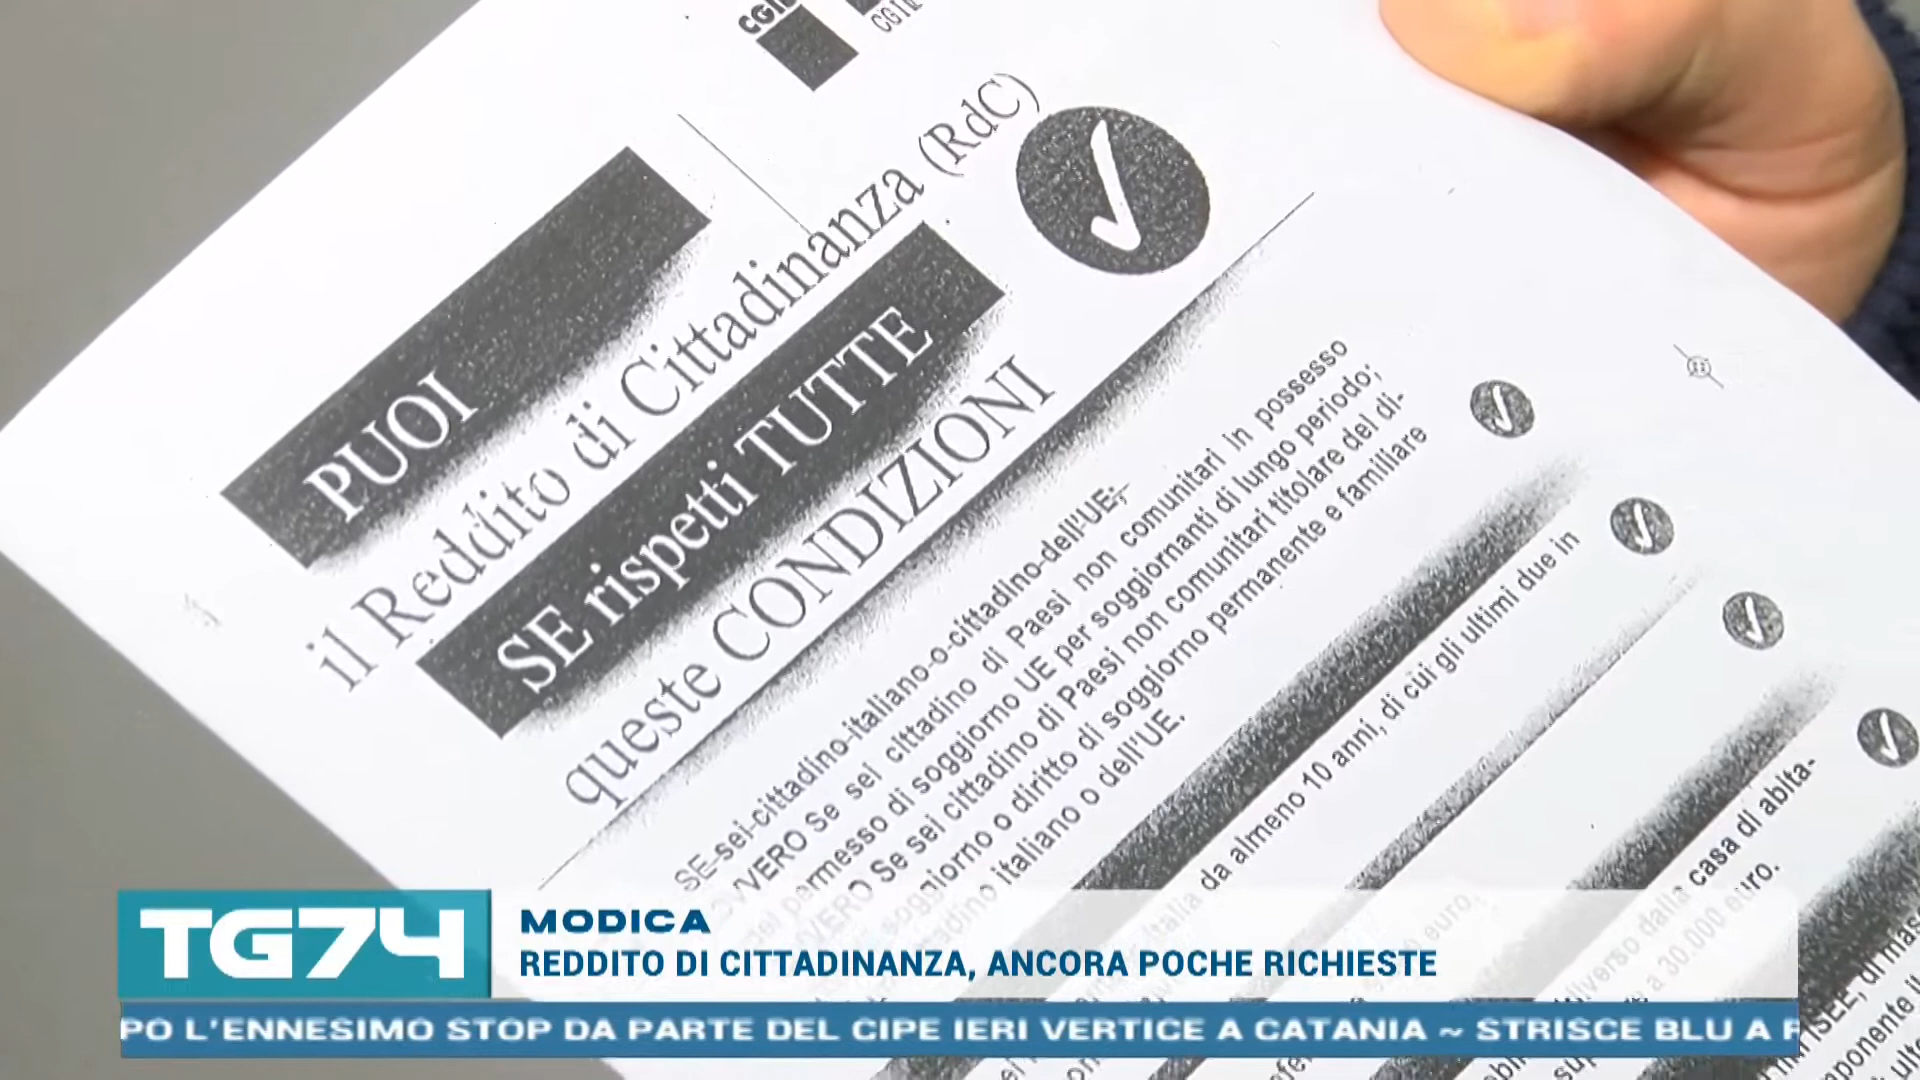 CGIL
CGIL
PUOI
il Reddito di Cittadinanza (RdC)
SE rispetti TUTTE
queste CONDIZIONI
SE-sei-cittadino-italiano-o-cittadino-dell'UE;
OVVERO Se sei cittadino di Paesi non comunitari in possesso
permesso di soggiorno UE per soggiornanti di lungo periodo;
OVVERO Se sei cittadino di Paesi non comunitari titolare del di-
soggiorno o diritto di soggiorno permanente e familiare
italiano o dell'UE.
da almeno 10 anni, di cui gli ultimi due in
euro,
diverso dalla casa di abita-
a 30.000 euro.
ISEE, di
TG74
MODICA
REDDITO DI CITTADINANZA, ANCORA POCHE RICHIESTE
PO L'ENNESIMO STOP DA PARTE DEL CIPE IERI VERTICE A CATANIA ~ STRISCE BLU A